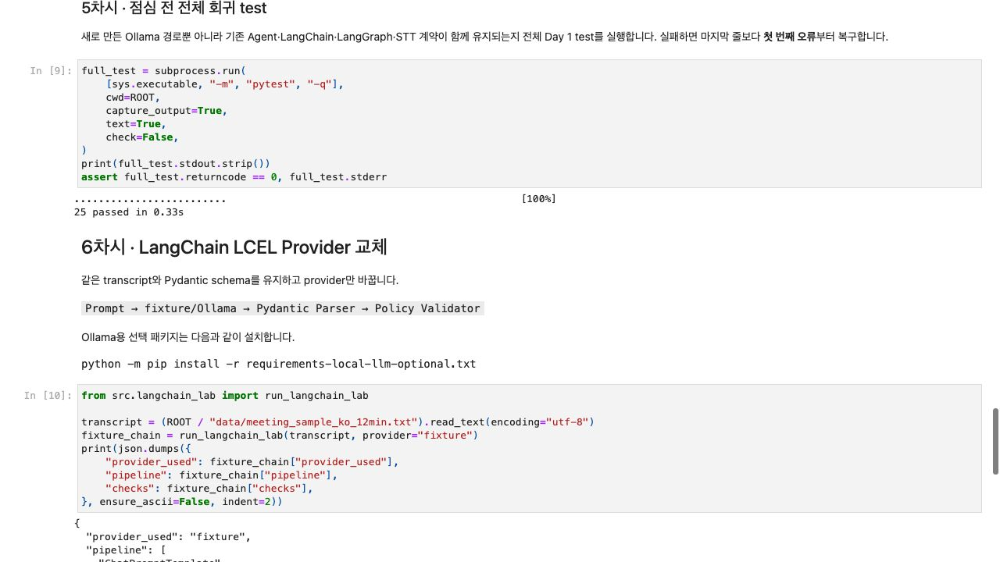 5차시 · 점심 전 전체 회귀 test
새로 만든 Ollama 경로뿐 아니라 기존 Agent·LangChain·LangGraph·STT 계약이 함께 유지되는지 전체 Day 1 test를 실행합니다. 실패하면 마지막 줄보다 첫 번째 오류부터 복구합니다.
In [9]:
full_test = subprocess.run(
    [sys.executable, "-m", "pytest", "-q"],
    cwd=ROOT,
    capture_output=True,
    text=True,
    check=False,
)
print(full_test.stdout.strip())
assert full_test.returncode == 0, full_test.stderr
......................... [100%]
25 passed in 0.33s
6차시 · LangChain LCEL Provider 교체
같은 transcript와 Pydantic schema를 유지하고 provider만 바꿉니다.
Prompt → fixture/Ollama → Pydantic Parser → Policy Validator
Ollama용 선택 패키지는 다음과 같이 설치합니다.
python -m pip install -r requirements-local-llm-optional.txt
In [10]:
from src.langchain_lab import run_langchain_lab
transcript = (ROOT / "data/meeting_sample_ko_12min.txt").read_text(encoding="utf-8")
fixture_chain = run_langchain_lab(transcript, provider="fixture")
print(json.dumps({
    "provider_used": fixture_chain["provider_used"],
    "pipeline": fixture_chain["pipeline"],
    "checks": fixture_chain["checks"],
}, ensure_ascii=False, indent=2))
{
  "provider_used": "fixture",
  "pipeline": [
    "ChatPromptTemplate",